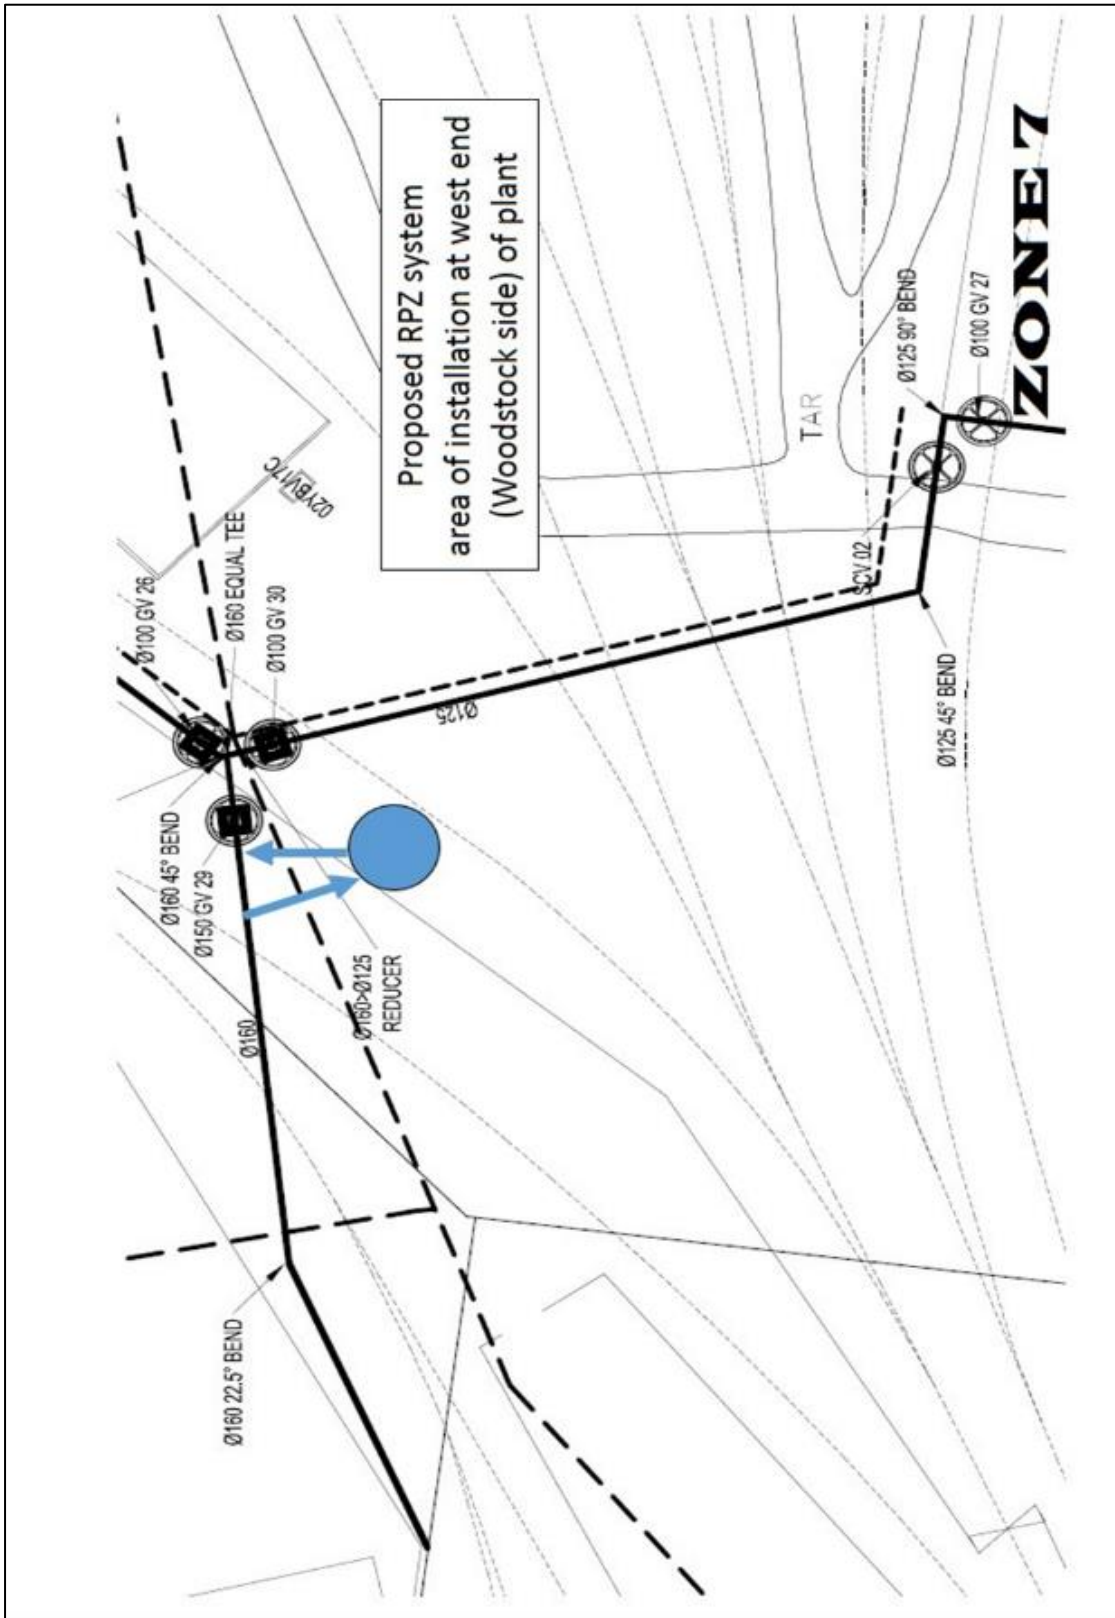 Proposed RPZ system
area of installation at west end
(Woodstock side) of plant
Ø100 GV 26
Ø160 EQUAL TEE
Ø100 GV 30
02YBV17C
Ø160 45° BEND
Ø150 GV 29
Ø160
Ø160>Ø125
REDUCER
Ø160 22.5° BEND
Ø125
TAR
SCV 02
Ø125 90° BEND
Ø100 GV 27
Ø125 45° BEND
ZONE 7